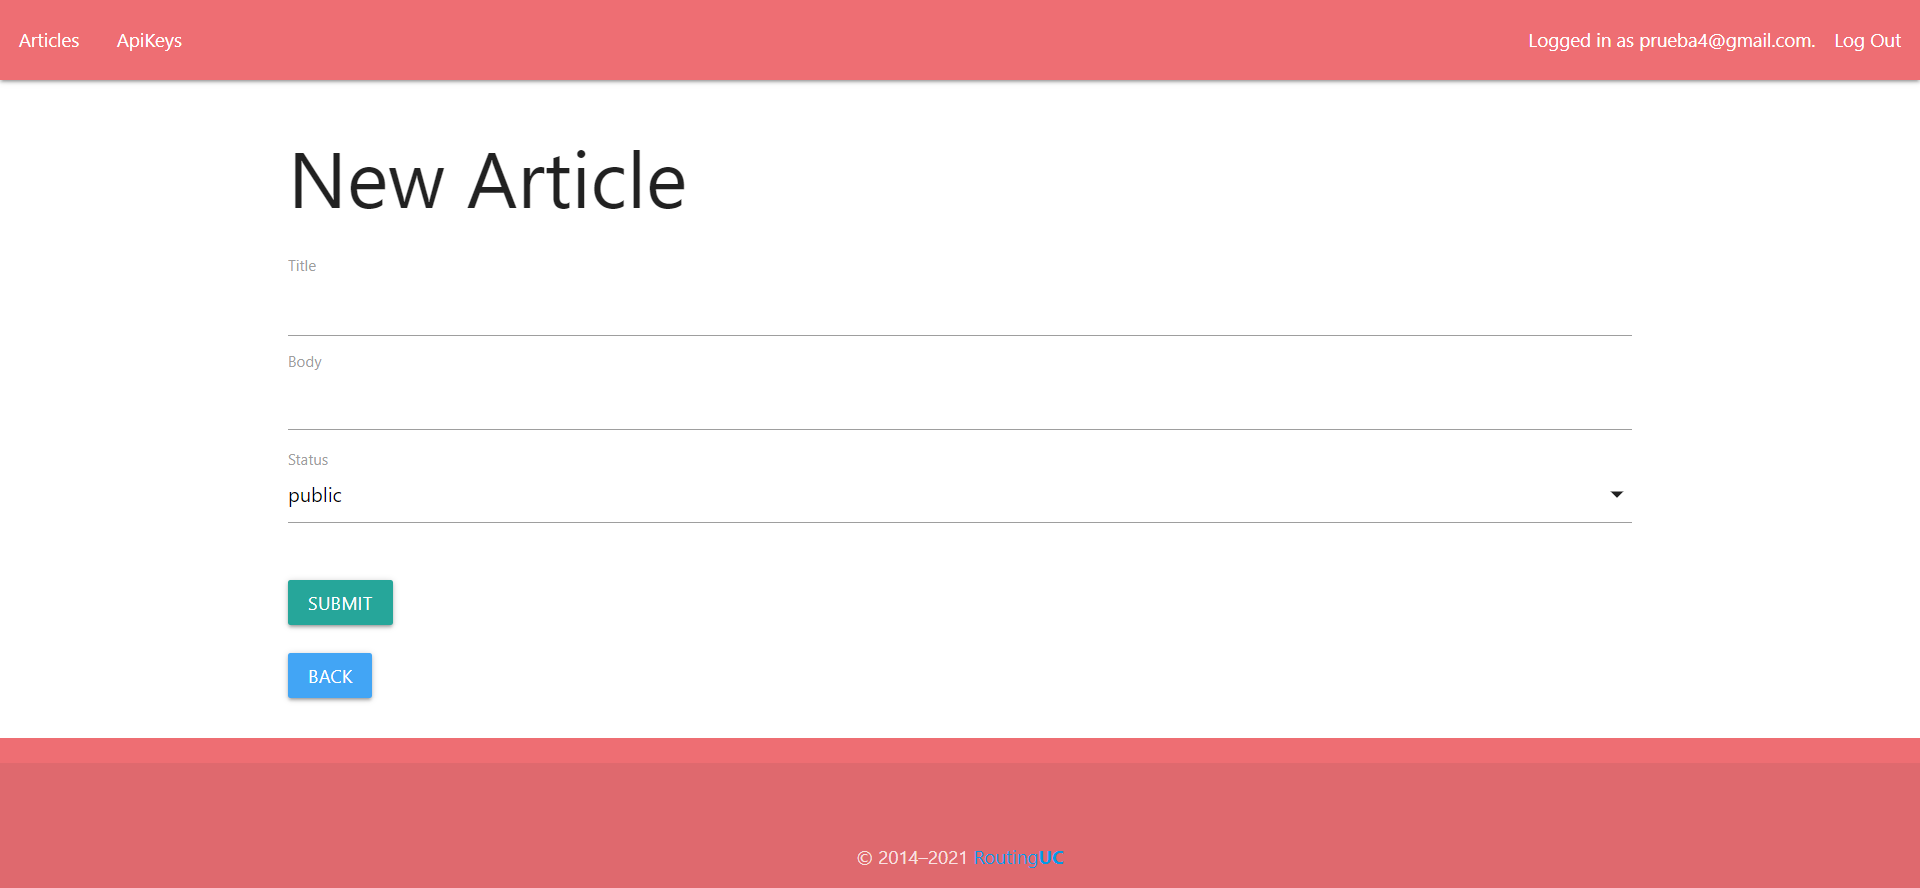 Articles ApiKeys Logged in as prueba4@gmail.com. Log Out
New Article
Title
Body
Status
public
SUBMIT
BACK
© 2014–2021 RoutingUC